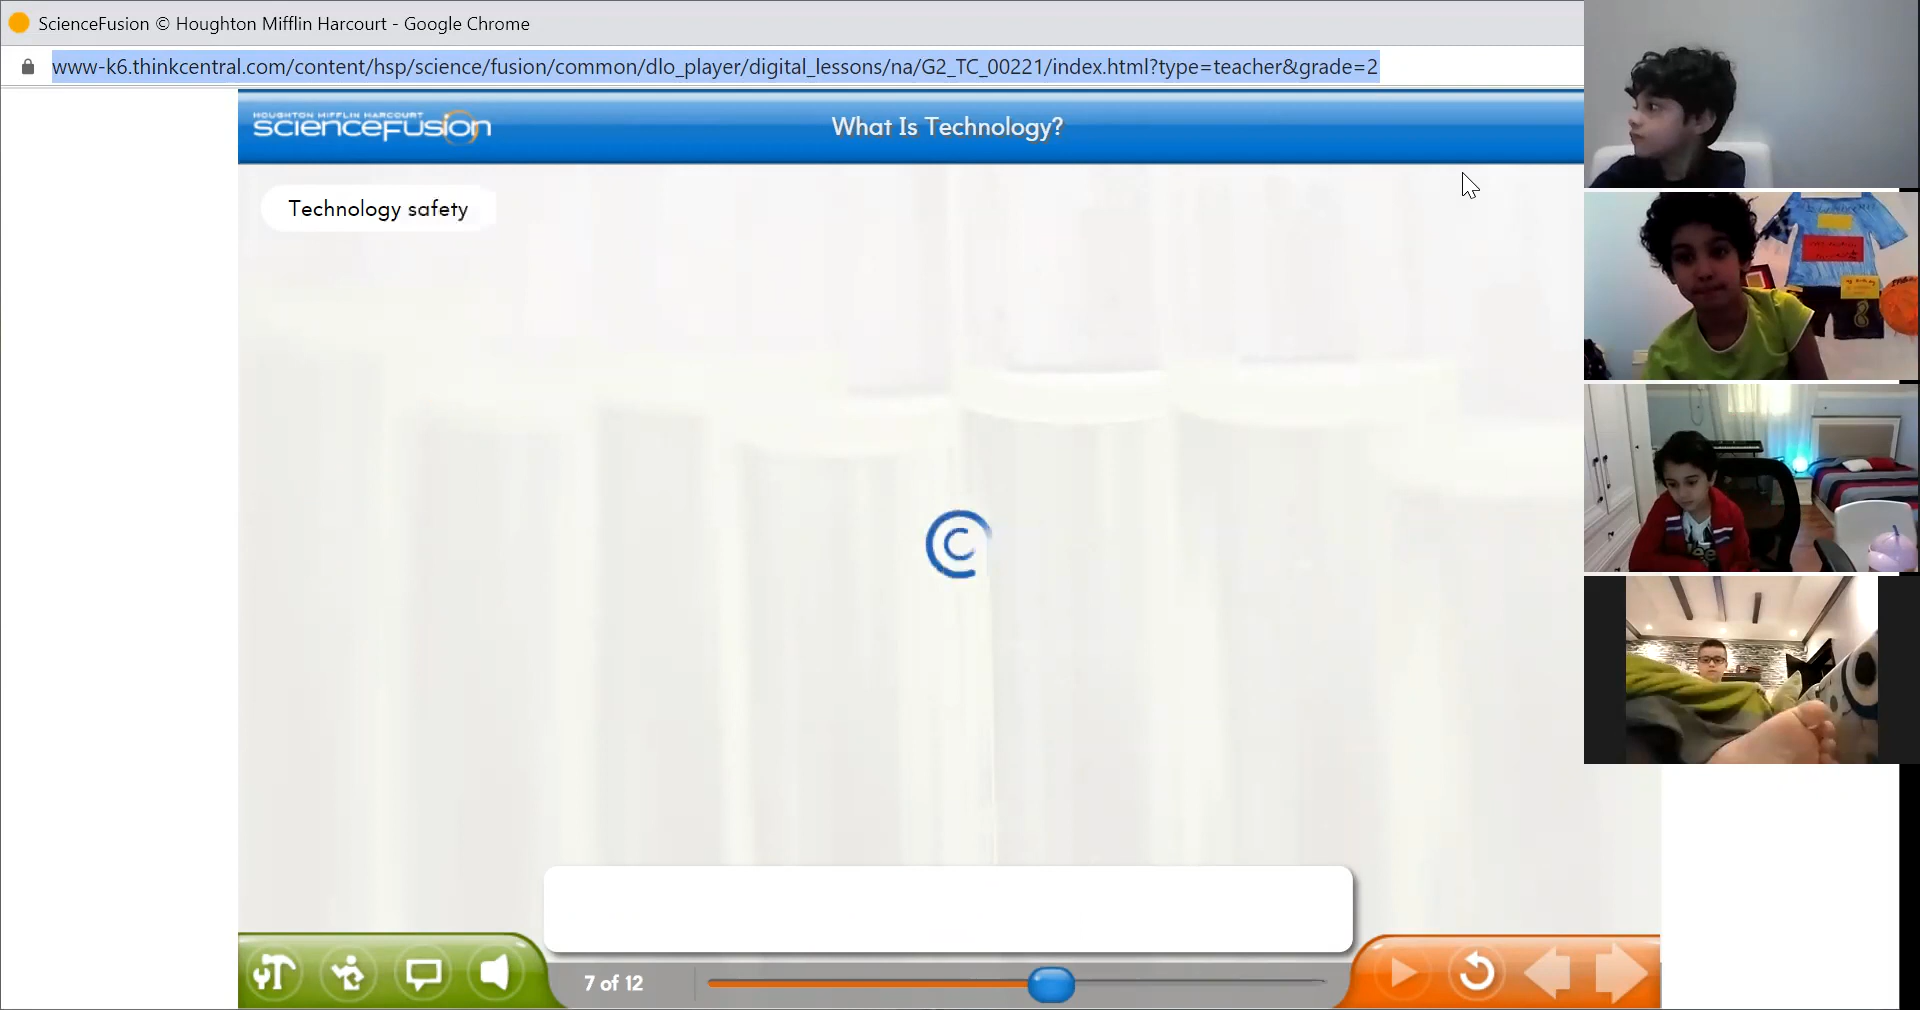 ScienceFusion © Houghton Mifflin Harcourt - Google Chrome
www-k6.thinkcentral.com/content/hsp/science/fusion/common/dlo_player/digital_lessons/na/G2_TC_00221/index.html?type=teacher&grade=2
HOUGHTON MIFFLIN HARCOURT
scienceFusion
What Is Technology?
Technology safety
8
7 of 12